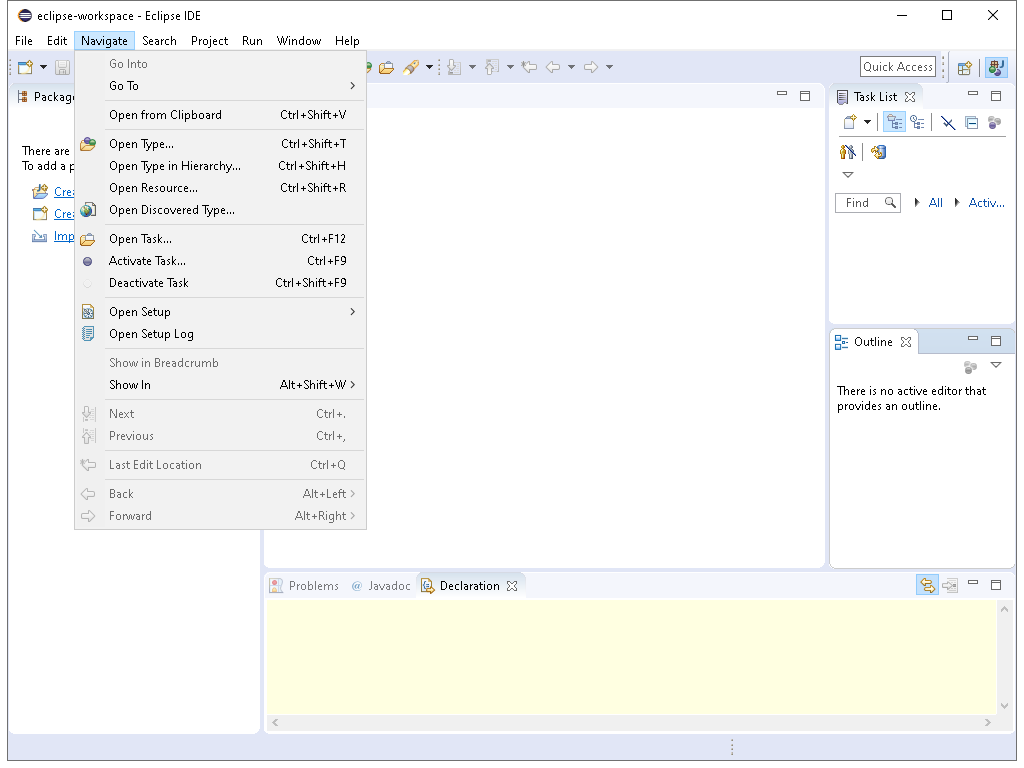 eclipse-workspace - Eclipse IDE
File Edit Navigate Search Project Run Window Help
Quick Access
Go Into
Go To
Open from Clipboard Ctrl+Shift+V
Open Type... Ctrl+Shift+T
Open Type in Hierarchy... Ctrl+Shift+H
Open Resource... Ctrl+Shift+R
Open Discovered Type...
Open Task... Ctrl+F12
Activate Task... Ctrl+F9
Deactivate Task Ctrl+Shift+F9
Open Setup
Open Setup Log
Show in Breadcrumb
Show In Alt+Shift+W
Next Ctrl+.
Previous Ctrl+,
Last Edit Location Ctrl+Q
Back Alt+Left
Forward Alt+Right
Packag
There are
To add a p
Crea
Crea
Imp
Task List
Find All Activ...
Outline
There is no active editor that
provides an outline.
Problems @ Javadoc Declaration